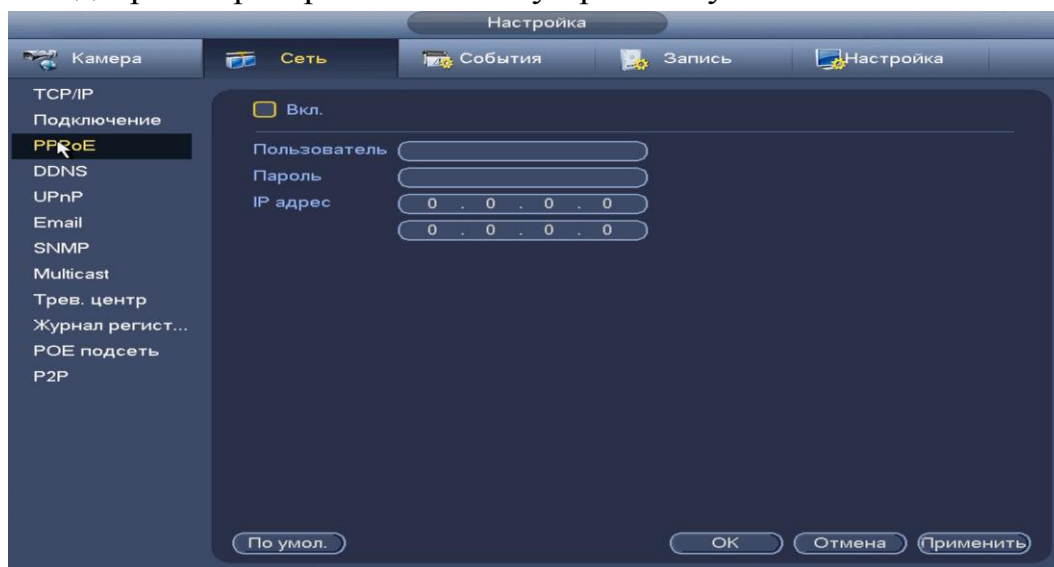 Настройка
Камера Сеть События Запись Настройка
TCP/IP
Подключение
PPPoE
DDNS
UPnP
Email
SNMP
Multicast
Трев. центр
Журнал регист...
POE подсеть
P2P
Вкл.
Пользователь
Пароль
IP адрес 0 . 0 . 0 . 0
0 . 0 . 0 . 0
По умол. OK Отмена Применить